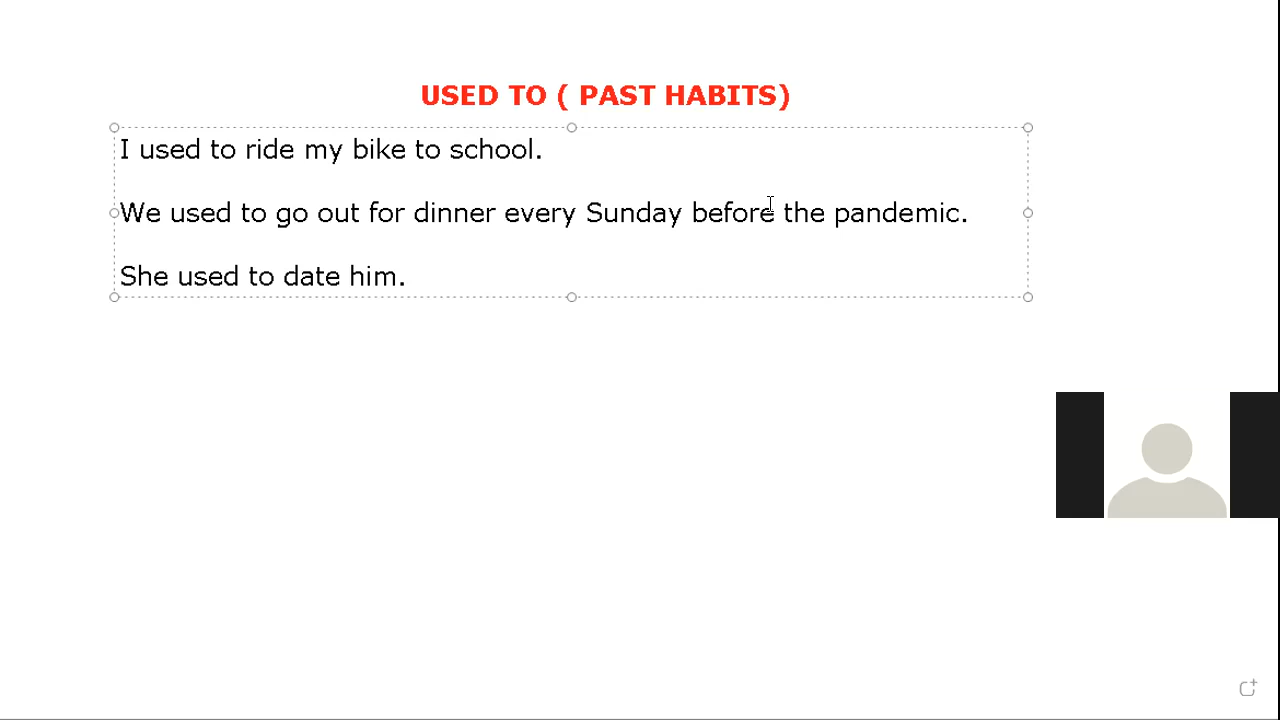 USED TO ( PAST HABITS)
I used to ride my bike to school.
We used to go out for dinner every Sunday before the pandemic.
She used to date him.